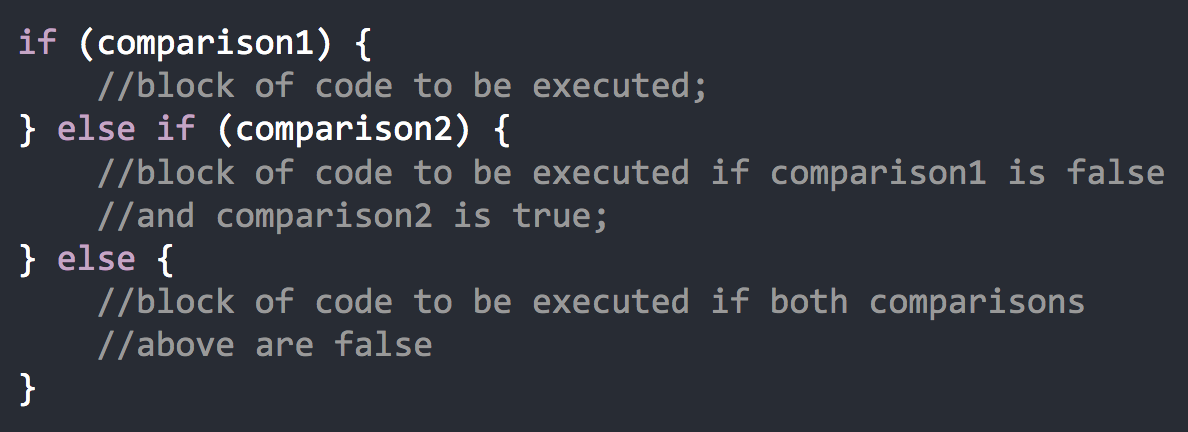 if (comparison1) {
    //block of code to be executed;
} else if (comparison2) {
    //block of code to be executed if comparison1 is false
    //and comparison2 is true;
} else {
    //block of code to be executed if both comparisons
    //above are false
}